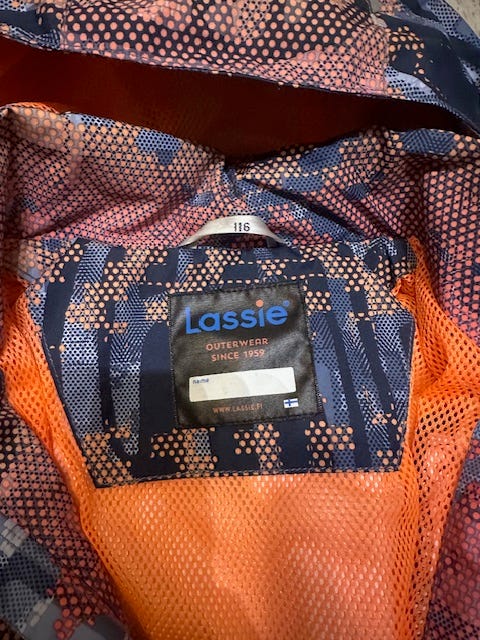 116
Lassie®
OUTERWEAR
SINCE 1959
name
WWW.LASSIE.FI